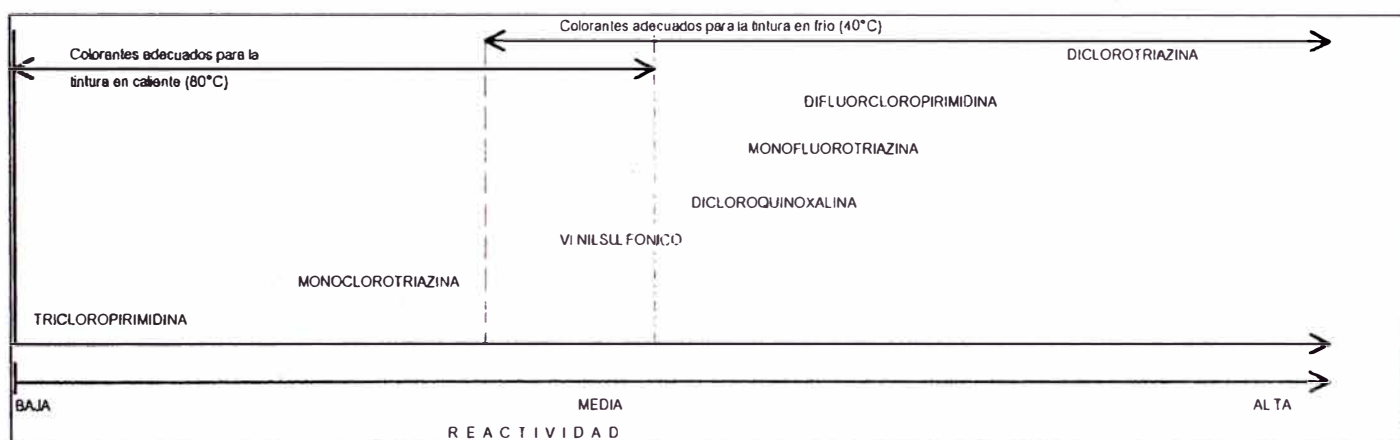 Colorantes adecuados para la tintura en frio (40°C)
DICLOROTRIAZINA
Colorantes adecuados para la
tintura en caliente (80°C)
DIFLUORCLOROPIRIMIDINA
MONOFLUOROTRIAZINA
DICLOROQUINOXALINA
VINILSULFONICO
MONOCLOROTRIAZINA
TRICLOROPIRIMIDINA
BAJA MEDIA ALTA
REACTIVIDAD